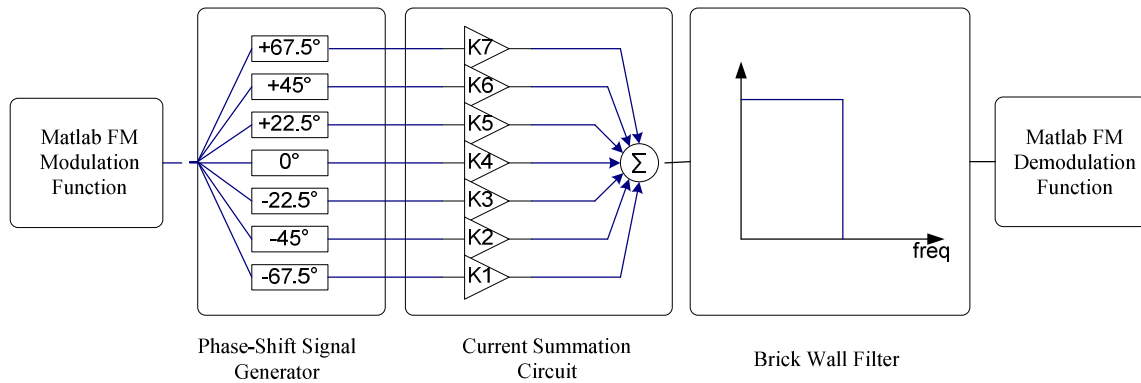 Matlab FM
Modulation
Function
+67.5°
+45°
+22.5°
0°
-22.5°
-45°
-67.5°
K7
K6
K5
K4
K3
K2
K1
Σ
freq
Matlab FM
Demodulation
Function
Phase-Shift Signal
Generator
Current Summation
Circuit
Brick Wall Filter